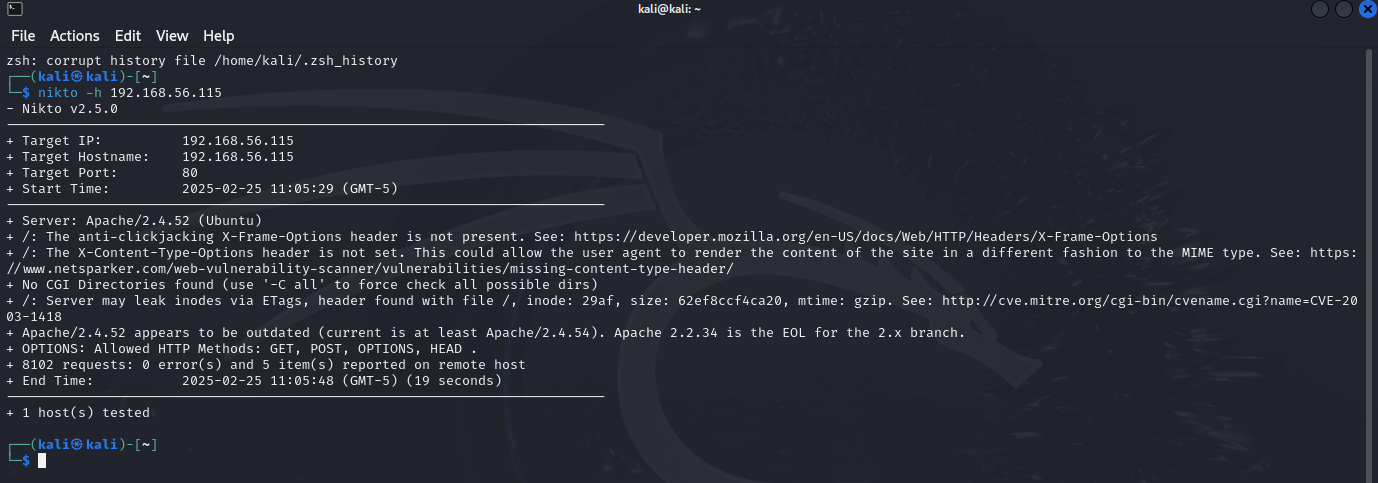 kali@kali: ~
File Actions Edit View Help
zsh: corrupt history file /home/kali/.zsh_history
┌──(kali㉿kali)-[~]
└─$ nikto -h 192.168.56.115
- Nikto v2.5.0
---------------------------------------------------------------------------
+ Target IP:          192.168.56.115
+ Target Hostname:    192.168.56.115
+ Target Port:        80
+ Start Time:         2025-02-25 11:05:29 (GMT-5)
---------------------------------------------------------------------------
+ Server: Apache/2.4.52 (Ubuntu)
+ /: The anti-clickjacking X-Frame-Options header is not present. See: https://developer.mozilla.org/en-US/docs/Web/HTTP/Headers/X-Frame-Options
+ /: The X-Content-Type-Options header is not set. This could allow the user agent to render the content of the site in a different fashion to the MIME type. See: https:
//www.netsparker.com/web-vulnerability-scanner/vulnerabilities/missing-content-type-header/
+ No CGI Directories found (use '-C all' to force check all possible dirs)
+ /: Server may leak inodes via ETags, header found with file /, inode: 29af, size: 62ef8ccf4ca20, mtime: gzip. See: http://cve.mitre.org/cgi-bin/cvename.cgi?name=CVE-20
03-1418
+ Apache/2.4.52 appears to be outdated (current is at least Apache/2.4.54). Apache 2.2.34 is the EOL for the 2.x branch.
+ OPTIONS: Allowed HTTP Methods: GET, POST, OPTIONS, HEAD .
+ 8102 requests: 0 error(s) and 5 item(s) reported on remote host
+ End Time:           2025-02-25 11:05:48 (GMT-5) (19 seconds)
---------------------------------------------------------------------------
+ 1 host(s) tested
┌──(kali㉿kali)-[~]
└─$